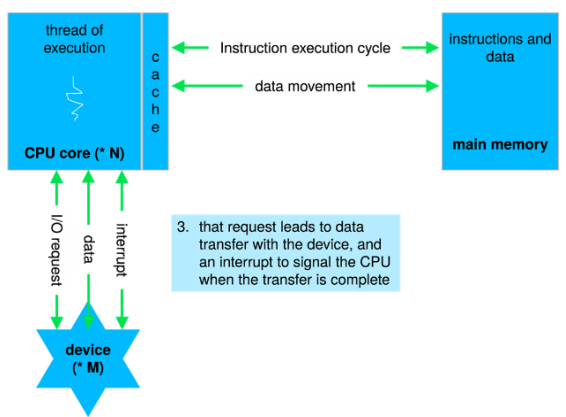 thread of
execution
cache
CPU core (* N)
Instruction execution cycle
data movement
instructions and
data
main memory
I/O request
data
interrupt
3. that request leads to data
transfer with the device, and
an interrupt to signal the CPU
when the transfer is complete
device
(* M)